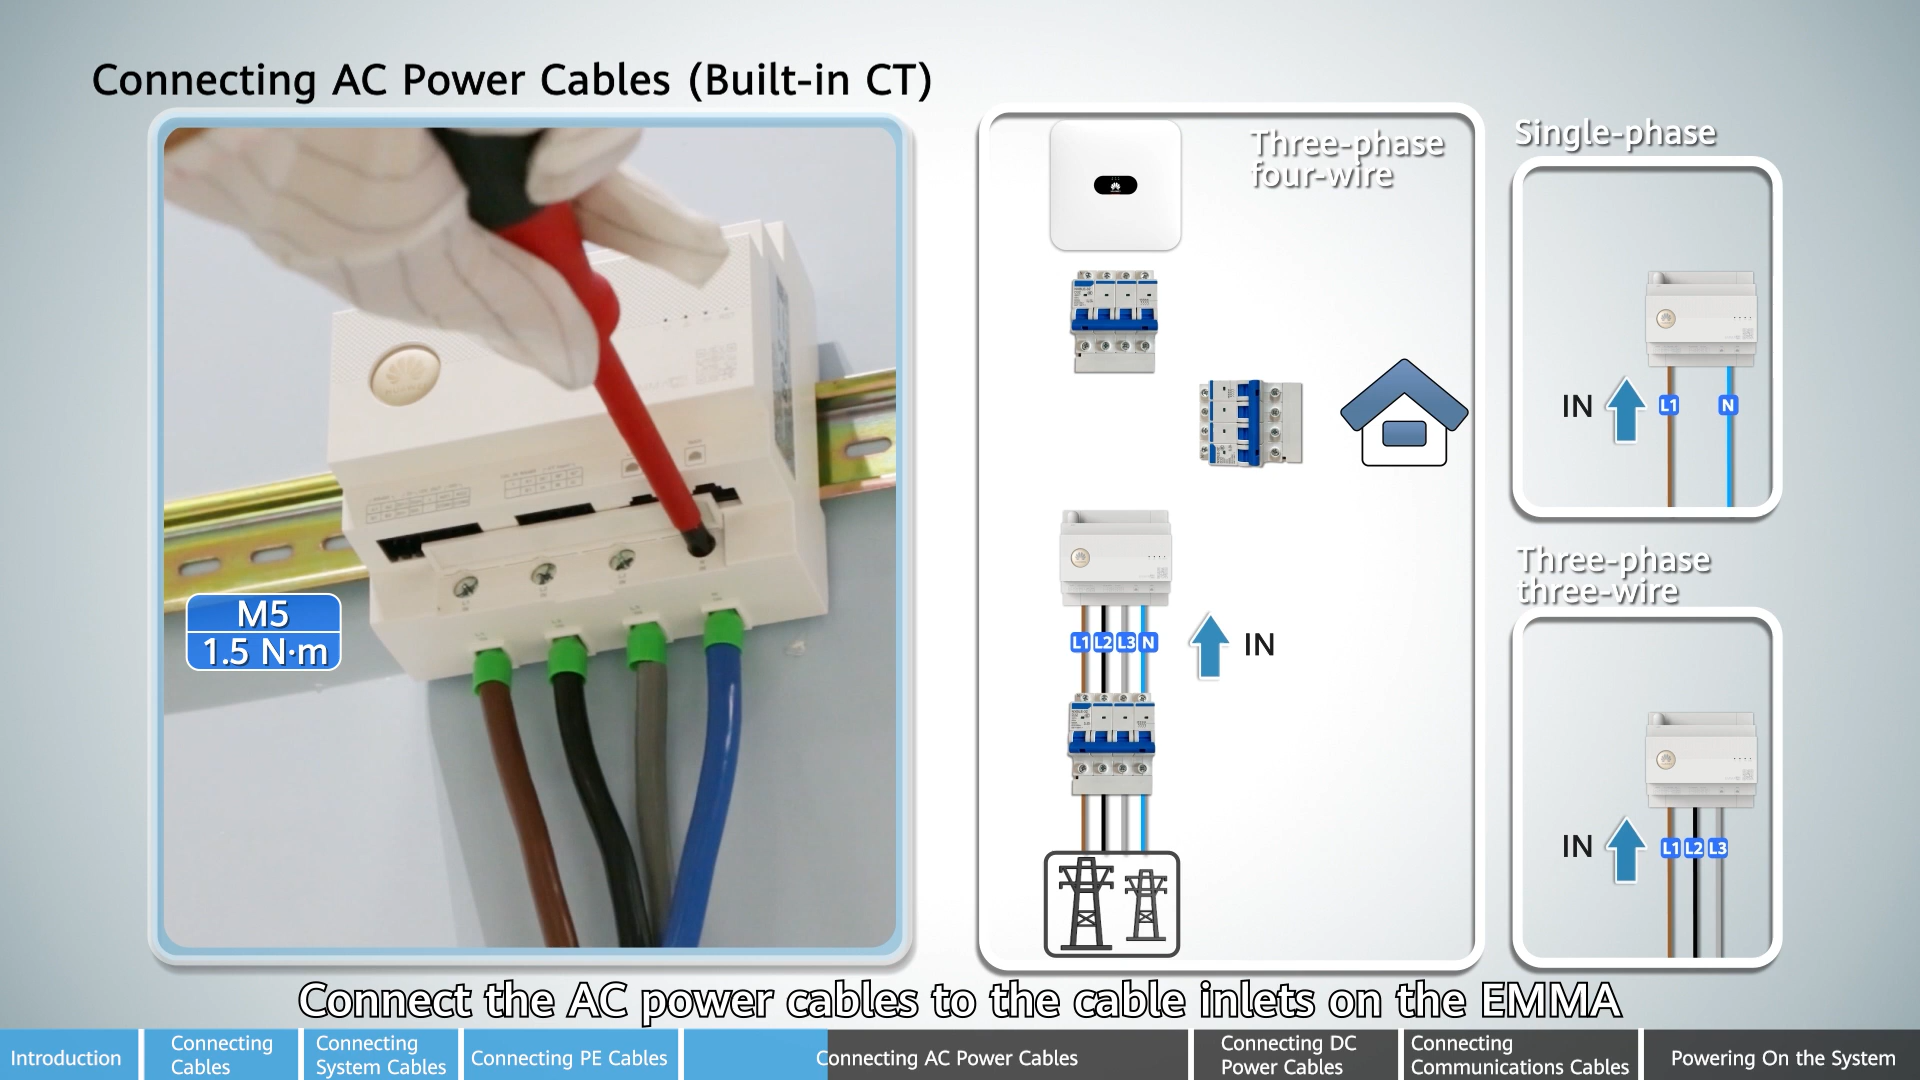 Connecting AC Power Cables (Built-in CT)
M5
1.5 N·m
Three-phase
four-wire
L1 L2 L3 N
IN
Single-phase
IN
L1 N
Three-phase
three-wire
IN
L1 L2 L3
Connect the AC power cables to the cable inlets on the EMMA
Introduction
Connecting
Cables
Connecting
System Cables
Connecting PE Cables
Connecting AC Power Cables
Connecting DC
Power Cables
Connecting
Communications Cables
Powering On the System